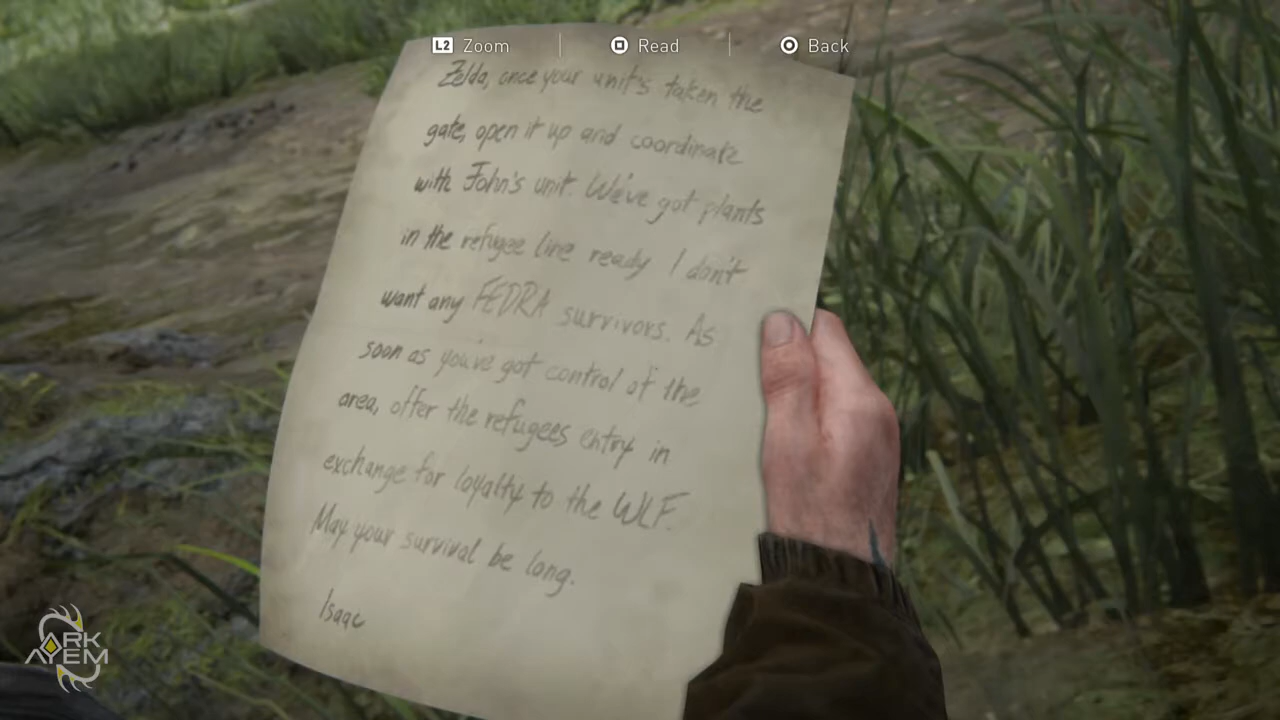 L2 Zoom | Read | Back
Zelda, once your unit's taken the
gate, open it up and coordinate
with John's unit. We've got plants
in the refugee line ready I don't
want any FEDRA survivors. As
soon as you've got control of the
area, offer the refugees entry in
exchange for loyalty to the WLF.
May your survival be long.
Isaac
ARK
AYEM